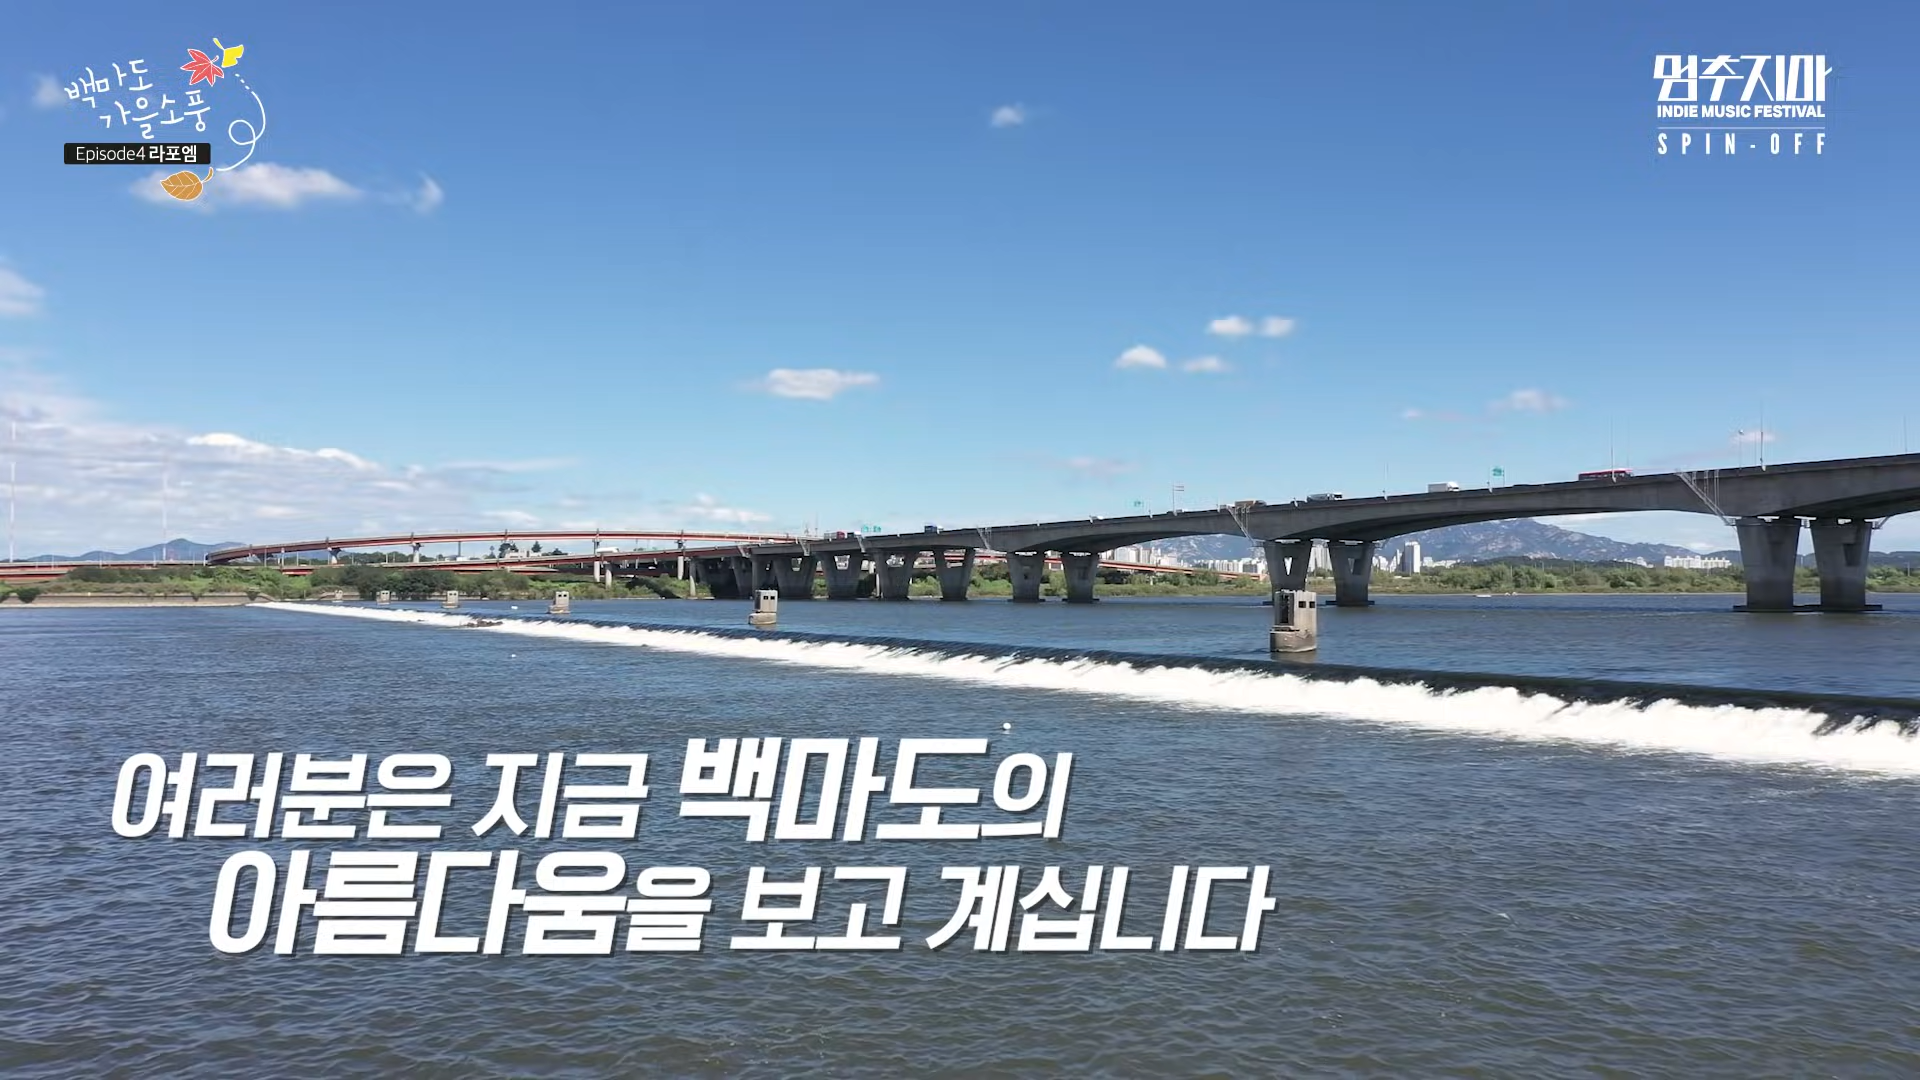 백마도
가을소풍
Episode4 라포엠
멈추지마
INDIE MUSIC FESTIVAL
SPIN-OFF
여러분은 지금 백마도의
아름다움을 보고 계십니다